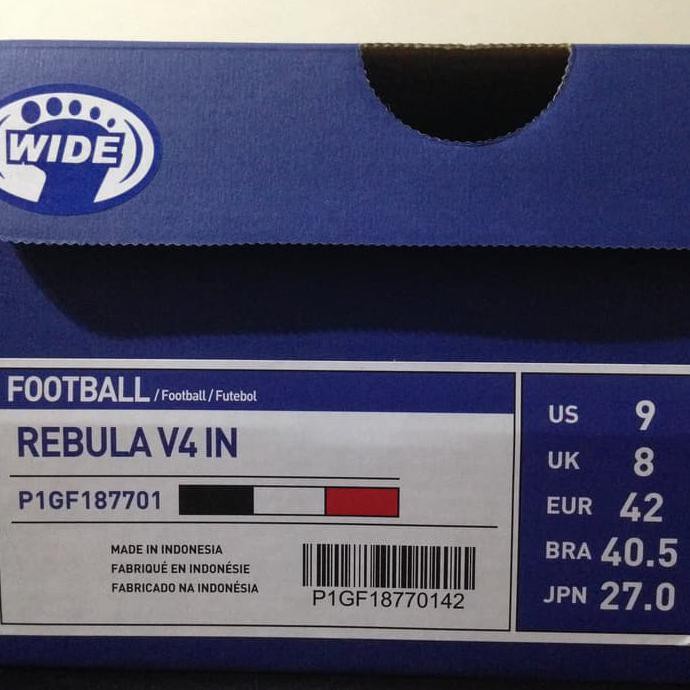 WIDE
FOOTBALL / Football / Futebol
REBULA V4 IN
P1GF187701
MADE IN INDONESIA
FABRIQUÉ EN INDONÉSIE
FABRICADO NA INDONÉSIA
P1GF18770142
US 9
UK 8
EUR 42
BRA 40.5
JPN 27.0